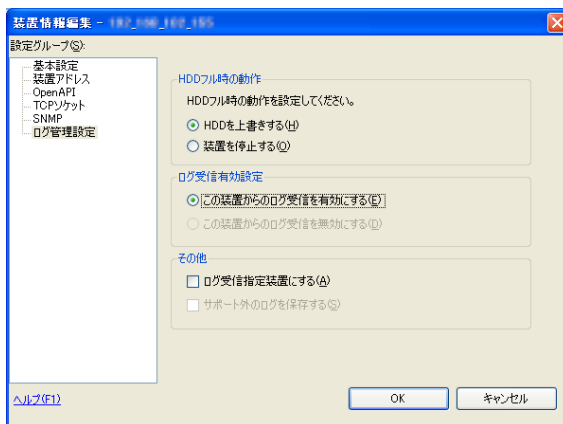 装置情報編集 -
設定グループ(S):
基本設定
装置アドレス
OpenAPI
TCPソケット
SNMP
ログ管理設定
HDDフル時の動作
HDDフル時の動作を設定してください。
HDDを上書きする(H)
装置を停止する(O)
ログ受信有効設定
この装置からのログ受信を有効にする(E)
この装置からのログ受信を無効にする(D)
その他
ログ受信指定装置にする(A)
サポート外のログを保存する(S)
ヘルプ(F1)
OK
キャンセル